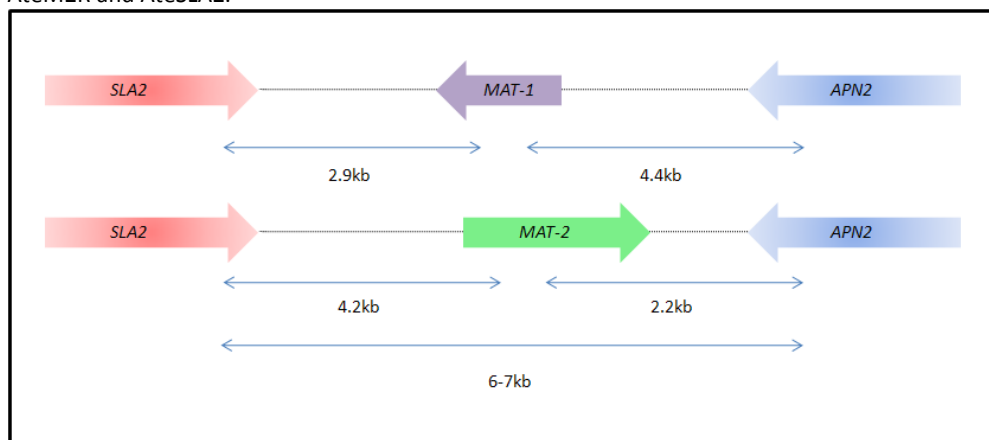 SLA2 MAT-1 APN2
2.9kb 4.4kb
SLA2 MAT-2 APN2
4.2kb 2.2kb
6-7kb